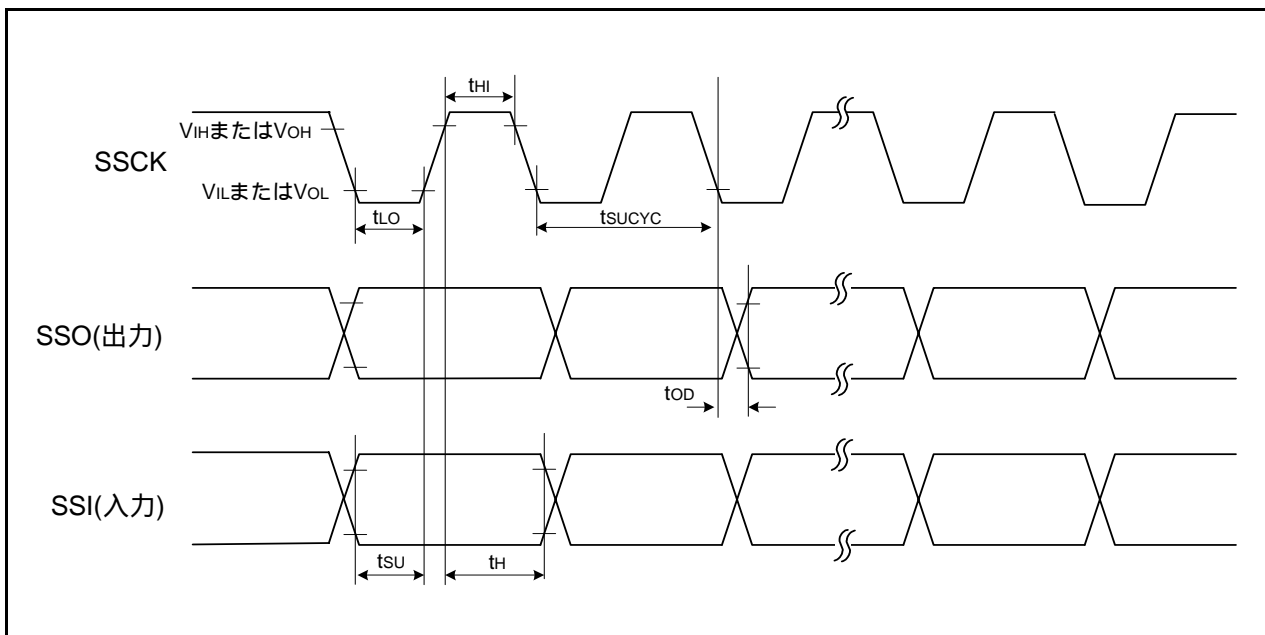 tHI
VIHまたはVOH
SSCK
VILまたはVOL
tLO
tSUCYC
SSO(出力)
tOD
SSI(入力)
tSU
tH